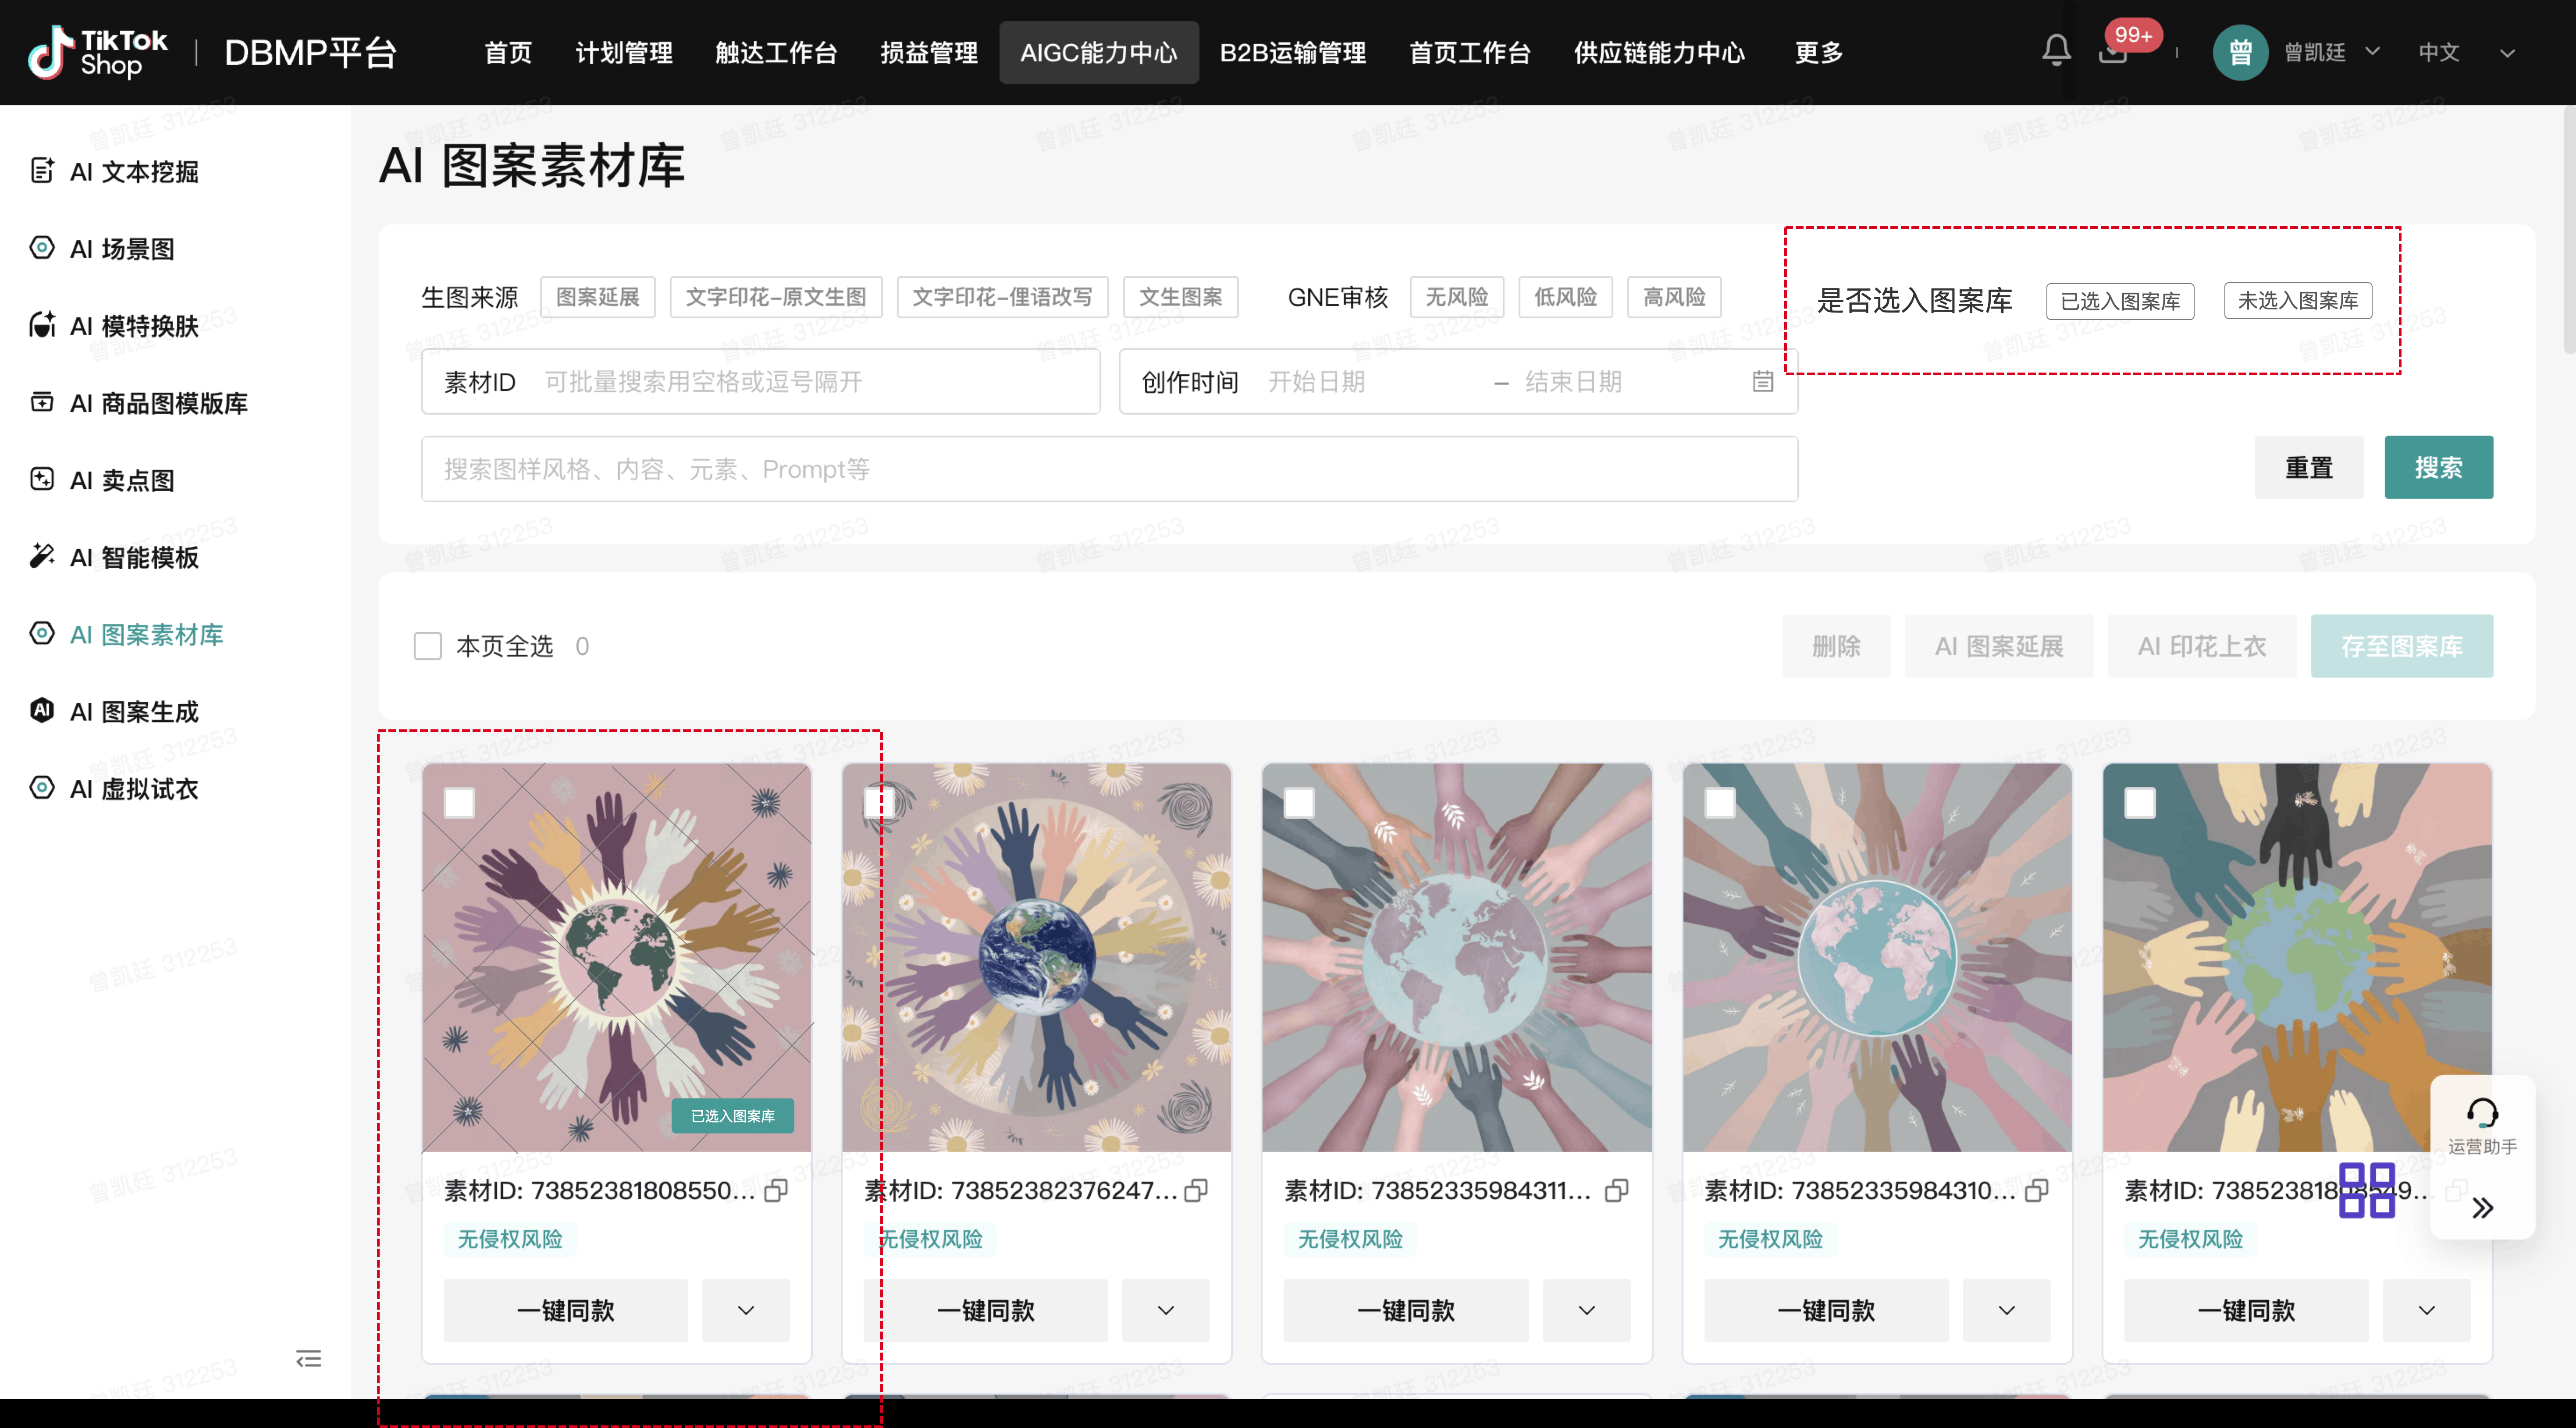 TikTok Shop | DBMP平台 首页 计划管理 触达工作台 损益管理 AIGC能力中心 B2B运输管理 首页工作台 供应链能力中心 更多 99+ 曾 曾凯廷 中文
AI 文本挖掘
AI 场景图
AI 模特换肤
AI 商品图模版库
AI 卖点图
AI 智能模板
AI 图案素材库
AI 图案生成
AI 虚拟试衣
AI 图案素材库
生图来源 图案延展 文字印花-原文生图 文字印花-俚语改写 文生图案 GNE审核 无风险 低风险 高风险 是否选入图案库 已选入图案库 未选入图案库
素材ID 可批量搜索用空格或逗号隔开 创作时间 开始日期 – 结束日期
搜索图样风格、内容、元素、Prompt等 重置 搜索
本页全选 0 删除 AI 图案延展 AI 印花上衣 存至图案库
已选入图案库
素材ID: 73852381808550... 素材ID: 73852382376247... 素材ID: 73852335984311... 素材ID: 73852335984310... 素材ID: 73852381808549...
无侵权风险 无侵权风险 无侵权风险 无侵权风险 无侵权风险
一键同款 一键同款 一键同款 一键同款 一键同款
运营助手
曾凯廷 312253